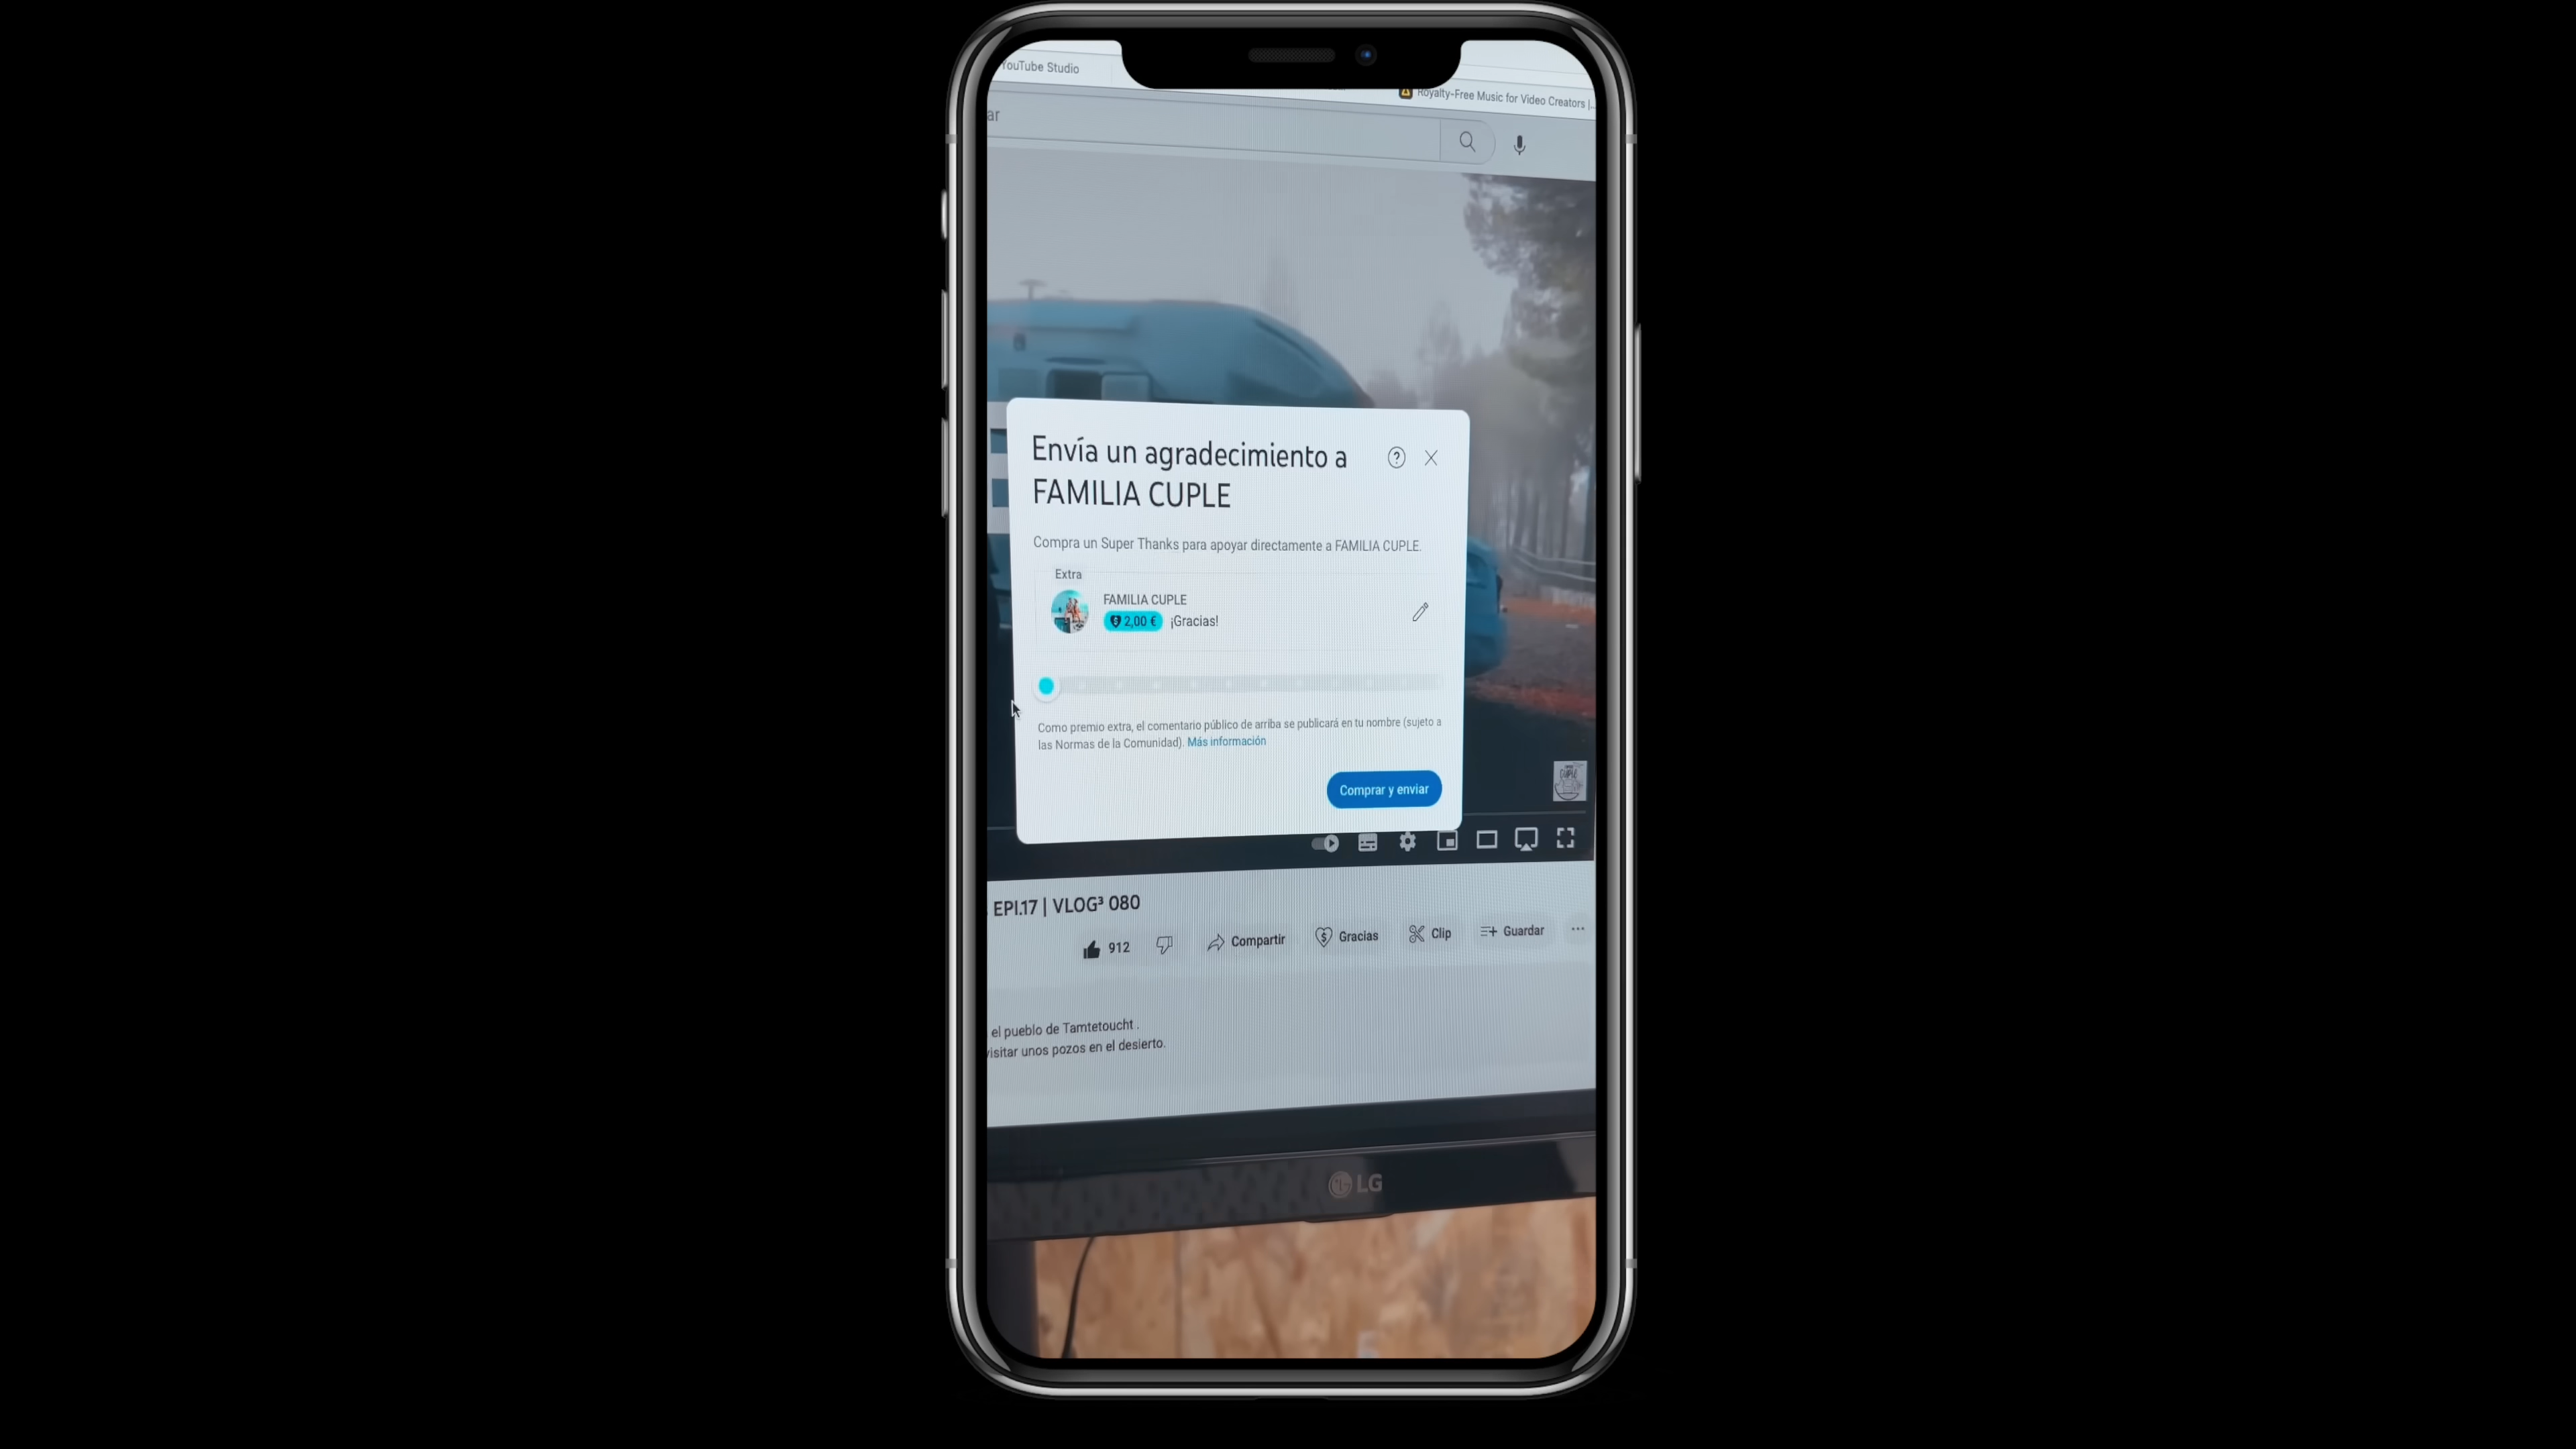 YouTube Studio
Royalty-Free Music for Video Creators |...
ar
Envía un agradecimiento a
FAMILIA CUPLE
Compra un Super Thanks para apoyar directamente a FAMILIA CUPLE.
Extra
FAMILIA CUPLE
2,00 € ¡Gracias!
Como premio extra, el comentario público de arriba se publicará en tu nombre (sujeto a
las Normas de la Comunidad). Más información
Comprar y enviar
CUPLE
EPI.17 | VLOG³ 080
912 Compartir Gracias Clip Guardar ...
el pueblo de Tamtetoucht .
visitar unos pozos en el desierto.
LG